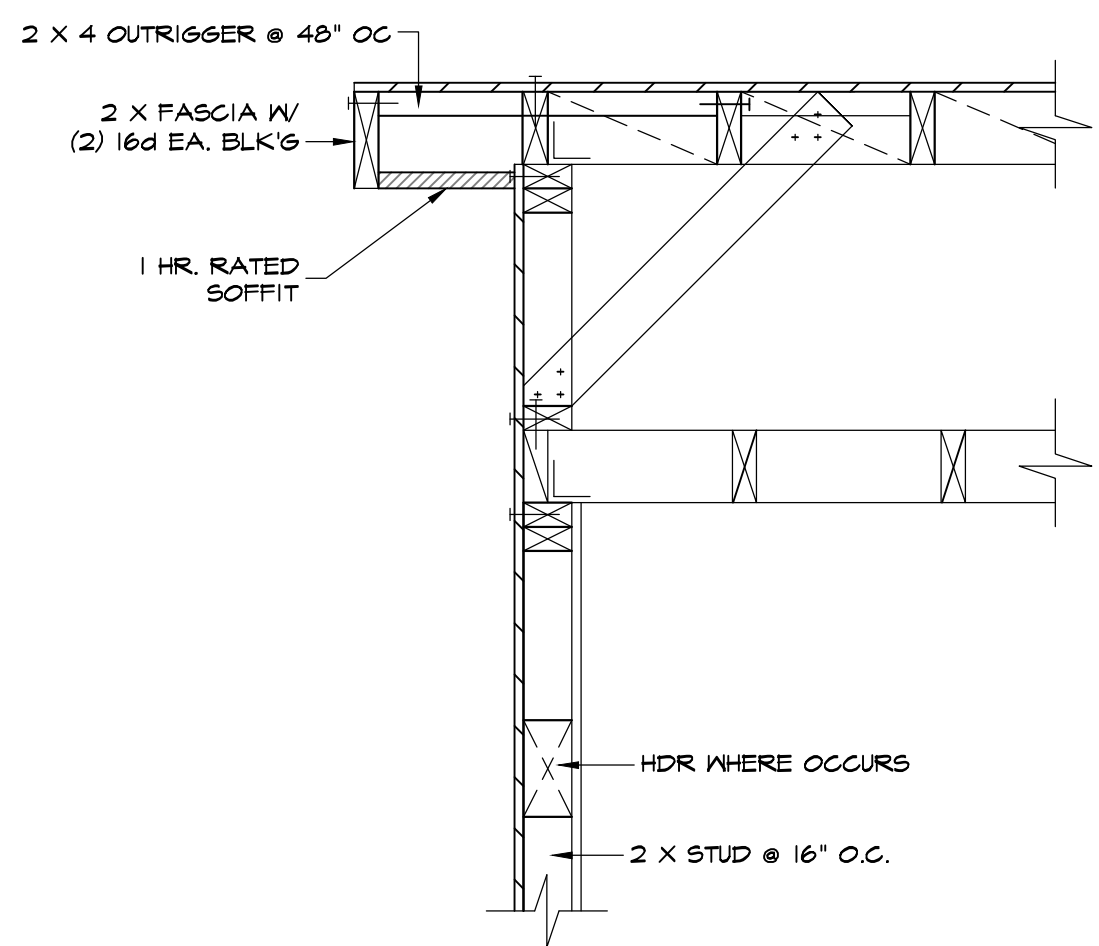 2 X 4 OUTRIGGER @ 48" OC
2 X FASCIA W/
(2) 16d EA. BLK'G
1 HR. RATED
SOFFIT
HDR WHERE OCCURS
2 X STUD @ 16" O.C.